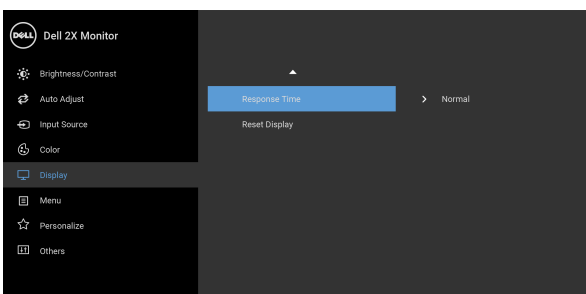 DELL
Dell 2X Monitor
Brightness/Contrast
Auto Adjust
Input Source
Color
Display
Menu
Personalize
Others
Response Time
Normal
Reset Display